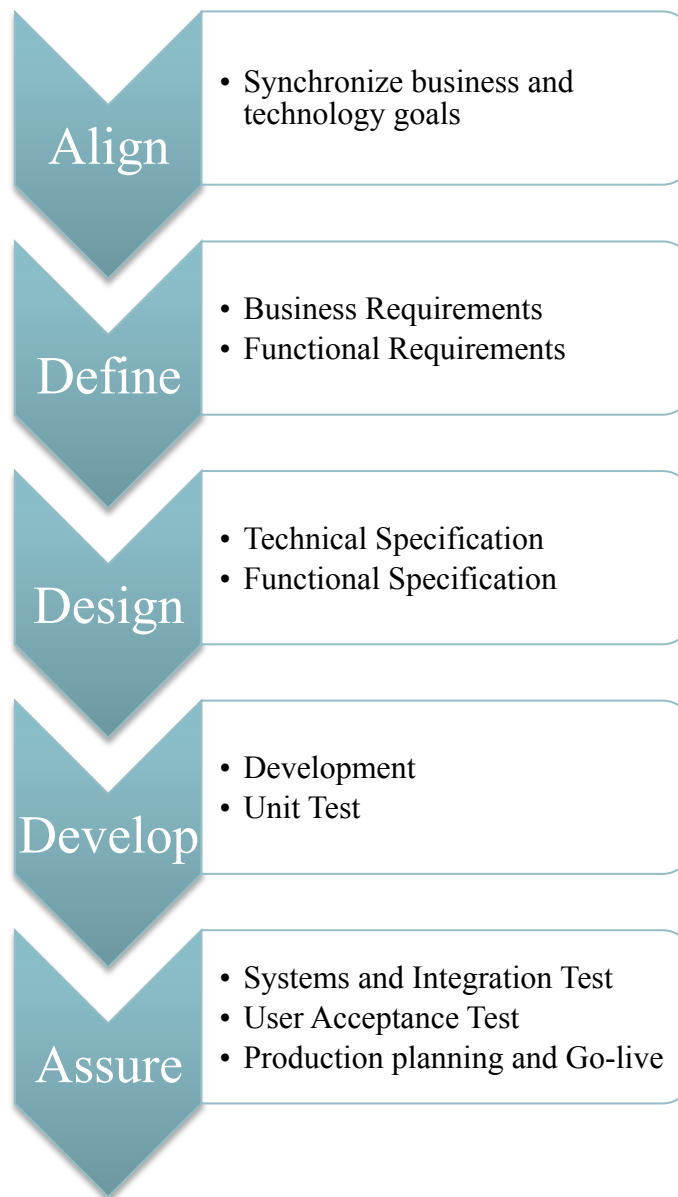 Align
• Synchronize business and
technology goals
Define
• Business Requirements
• Functional Requirements
Design
• Technical Specification
• Functional Specification
Develop
• Development
• Unit Test
Assure
• Systems and Integration Test
• User Acceptance Test
• Production planning and Go-live